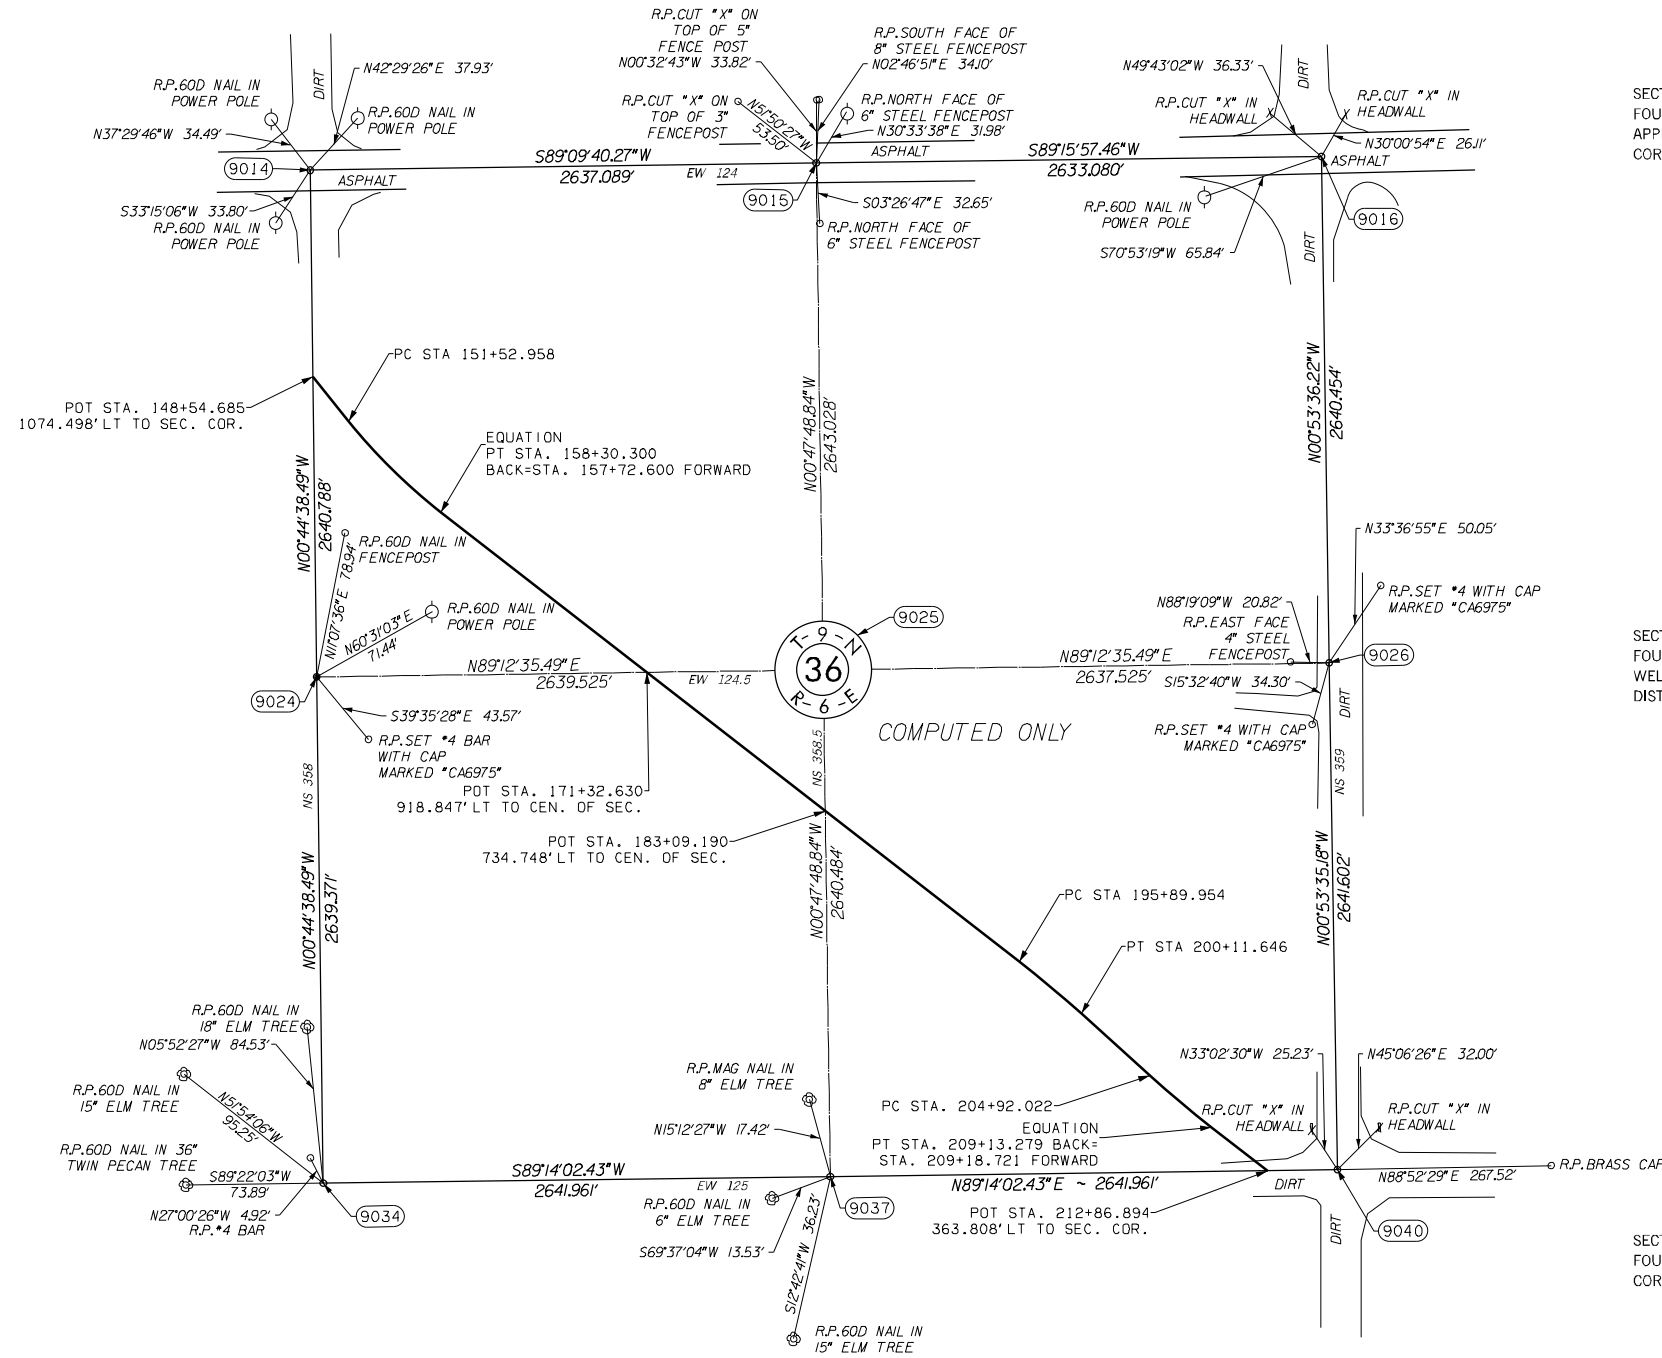 R.P.CUT "X" ON
TOP OF 5"
FENCE POST
N00°32'43"W 33.82'
R.P.SOUTH FACE OF
8" STEEL FENCEPOST
N02°46'51"E 34.10'
R.P.60D NAIL IN
POWER POLE
N37°29'46"W 34.49'
DIRT
N42°29'26"E 37.93'
R.P.60D NAIL IN
POWER POLE
R.P.CUT "X" ON
TOP OF 3"
FENCEPOST
N51°50'27"W
53.50'
R.P.NORTH FACE OF
6" STEEL FENCEPOST
N30°33'38"E 31.98'
ASPHALT
N49°43'02"W 36.33'
R.P.CUT "X" IN
HEADWALL
DIRT
R.P.CUT "X" IN
HEADWALL
N30°00'54"E 26.11'
ASPHALT
SECT
FOU
APP
COR
9014
S89°09'40.27"W
2637.089'
EW 124
S89°15'57.46"W
2633.080'
ASPHALT
S33°15'06"W 33.80'
R.P.60D NAIL IN
POWER POLE
9015
S03°26'47"E 32.65'
R.P.NORTH FACE OF
6" STEEL FENCEPOST
R.P.60D NAIL IN
POWER POLE
S70°53'19"W 65.84'
DIRT
9016
PC STA 151+52.958
POT STA. 148+54.685
1074.498' LT TO SEC. COR.
EQUATION
PT STA. 158+30.300
BACK=STA. 157+72.600 FORWARD
N00°44'38.49"W
2640.788'
N00°47'48.84"W
2643.028'
N00°53'36.22"W
2640.454'
N11°07'36"E 78.94'
R.P.60D NAIL IN
FENCEPOST
N60°31'03"E
71.44'
R.P.60D NAIL IN
POWER POLE
N33°36'55"E 50.05'
R.P.SET #4 WITH CAP
MARKED "CA6975"
N88°19'09"W 20.82'
R.P.EAST FACE
4" STEEL
FENCEPOST
9025
T-9-N
36
R-6-E
9026
SECT
FOU
WEL
DIST
N89°12'35.49"E
2639.525'
EW 124.5
N89°12'35.49"E
2637.525'
S15°32'40"W 34.30'
DIRT
9024
S39°35'28"E 43.57'
R.P.SET #4 BAR
WITH CAP
MARKED "CA6975"
COMPUTED ONLY
R.P.SET #4 WITH CAP
MARKED "CA6975"
NS 358
NS 358.5
NS 359
POT STA. 171+32.630
918.847' LT TO CEN. OF SEC.
POT STA. 183+09.190
734.748' LT TO CEN. OF SEC.
N00°44'38.49"W
2639.371'
N00°47'48.84"W
2640.484'
N00°53'35.18"W
2641.602'
PC STA 195+89.954
PT STA 200+11.646
R.P.60D NAIL IN
18" ELM TREE
N05°52'27"W 84.53'
R.P.60D NAIL IN
15" ELM TREE
N51°54'06"W
95.25'
R.P.60D NAIL IN 36"
TWIN PECAN TREE
S89°22'03"W
73.89'
N27°00'26"W 4.92'
R.P.#4 BAR
9034
R.P.MAG NAIL IN
8" ELM TREE
N15°12'27"W 17.42'
N33°02'30"W 25.23'
N45°06'26"E 32.00'
PC STA. 204+92.022
R.P.CUT "X" IN
HEADWALL
R.P.CUT "X" IN
HEADWALL
EQUATION
PT STA. 209+13.279 BACK=
STA. 209+18.721 FORWARD
S89°14'02.43"W
2641.961'
EW 125
N89°14'02.43"E ~ 2641.961'
DIRT
N88°52'29"E 267.52'
R.P.BRASS CAP
R.P.60D NAIL IN
6" ELM TREE
S69°37'04"W 13.53'
9037
POT STA. 212+86.894
363.808' LT TO SEC. COR.
9040
DIRT
S12°42'41"W 36.23'
R.P.60D NAIL IN
15" ELM TREE
SECT
FOU
COR